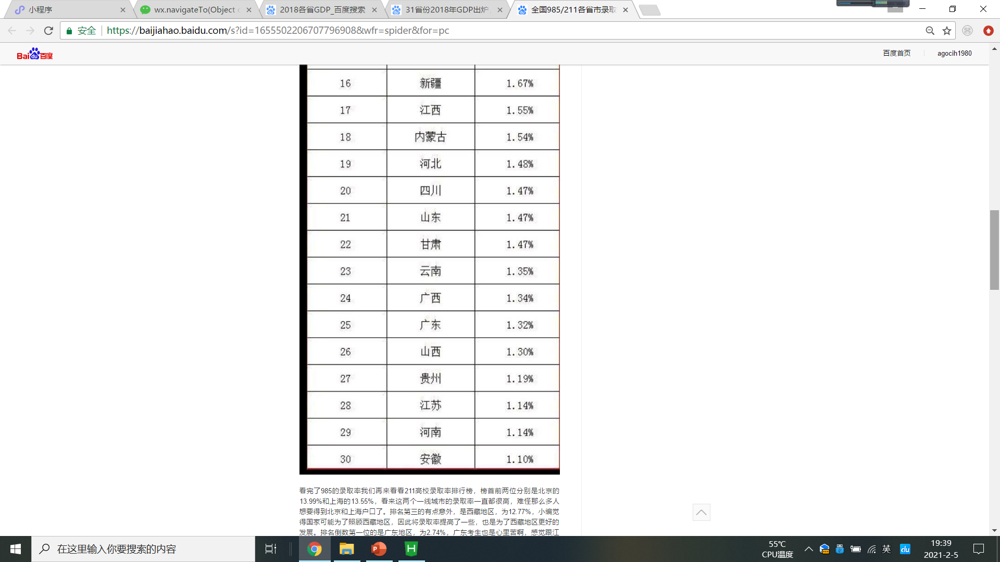 小程序
wx.navigateTo(Object
2018各省GDP_百度搜索
31省份2018年GDP出炉
全国985/211各省市录取
安全 https://baijiahao.baidu.com/s?id=1655502206707796908&wfr=spider&for=pc
Bai du 百度
百度首页 agocih1980
16 新疆 1.67%
17 江西 1.55%
18 内蒙古 1.54%
19 河北 1.48%
20 四川 1.47%
21 山东 1.47%
22 甘肃 1.47%
23 云南 1.35%
24 广西 1.34%
25 广东 1.32%
26 山西 1.30%
27 贵州 1.19%
28 江苏 1.14%
29 河南 1.14%
30 安徽 1.10%
看完了985的录取率我们再来看看211高校录取率排行榜，榜首前两位分别是北京的
13.99%和上海的13.55%，看来这两个一线城市的录取率一直都很高，难怪那么多人
想要得到北京和上海户口了。排名第三的有点意外，是西藏地区，为12.77%，小编觉
得国家可能为了照顾西藏地区，因此将录取率提高了一些，也是为了西藏地区更好的
发展。排名倒数第一位的是广东地区，为2.74%，广东考生也是心里苦啊，感觉跟江
在这里输入你要搜索的内容
P
H
55℃
CPU温度
英
du
19:39
2021-2-5